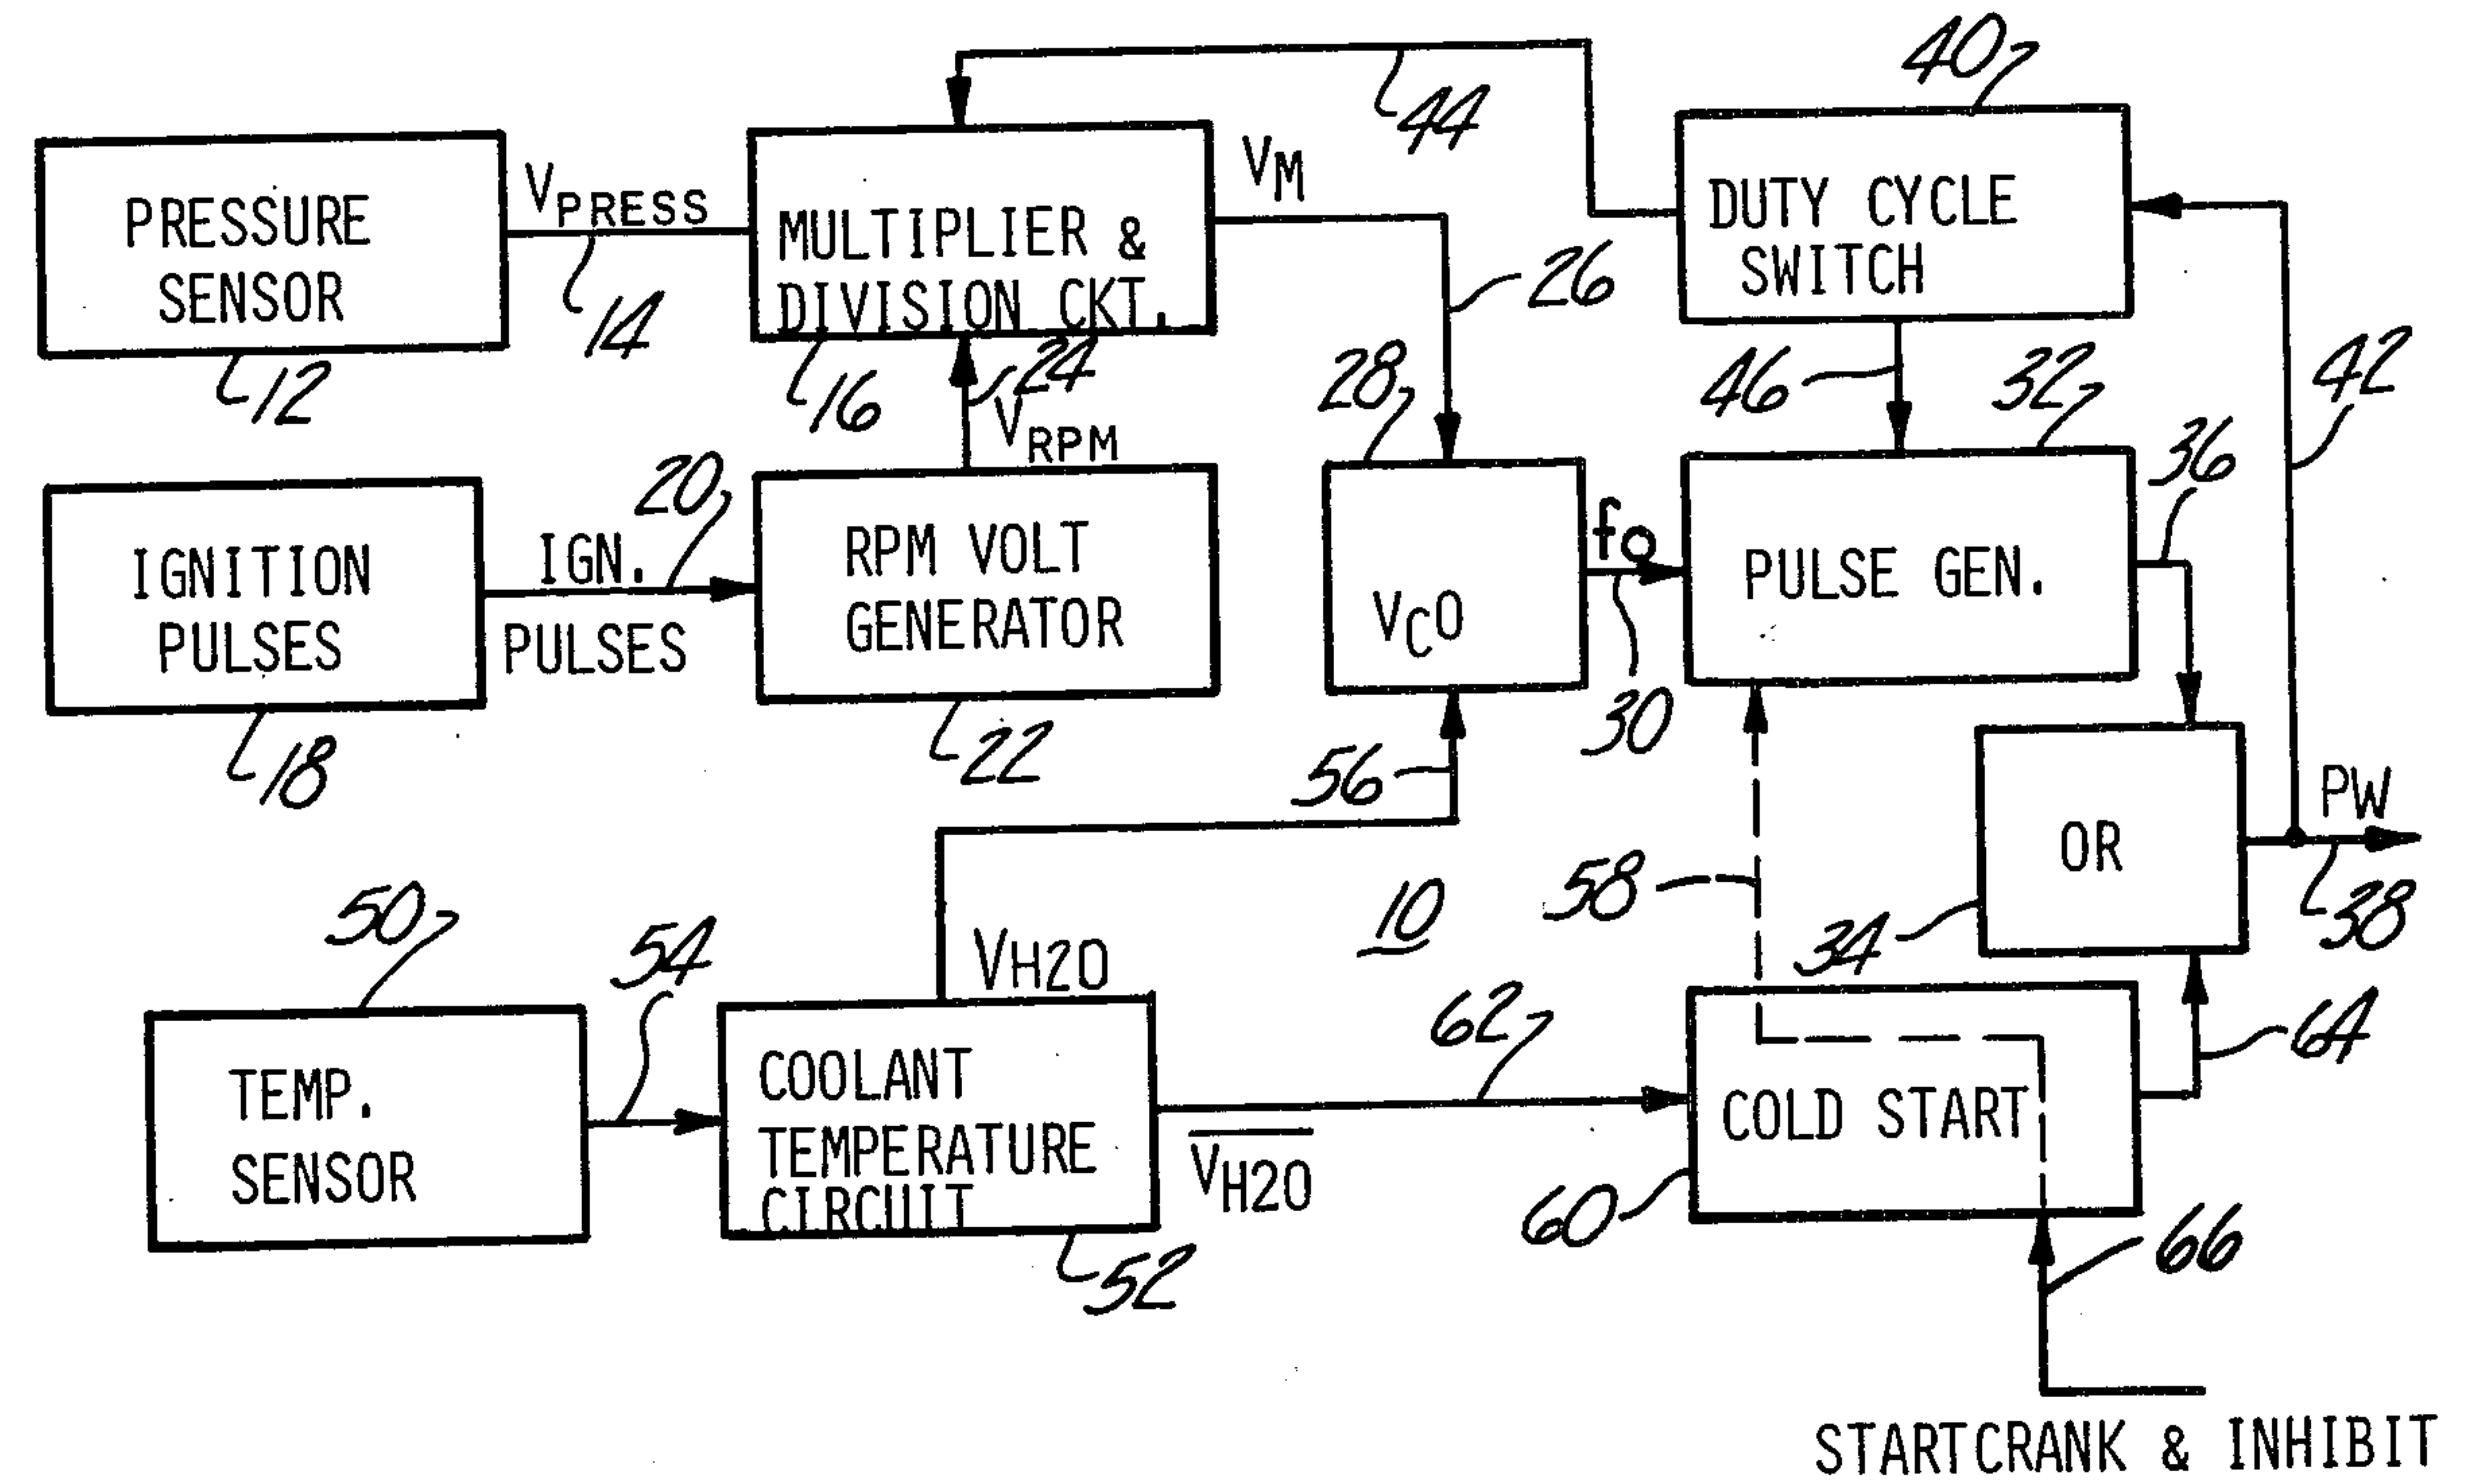 40
44
PRESSURE
SENSOR
VPRESS
14
12
MULTIPLIER &
DIVISION CKT.
16
24
VRPM
VM
26
28
DUTY CYCLE
SWITCH
46
32
42
36
IGNITION
PULSES
18
IGN.
PULSES
20
RPM VOLT
GENERATOR
22
VCO
fo
30
PULSE GEN.
56
58
OR
34
PW
38
10
50
TEMP.
SENSOR
54
VH2O
COOLANT
TEMPERATURE
CIRCUIT
52
62
V̅H̅2̅O̅
COLD START
60
64
66
STARTCRANK & INHIBIT